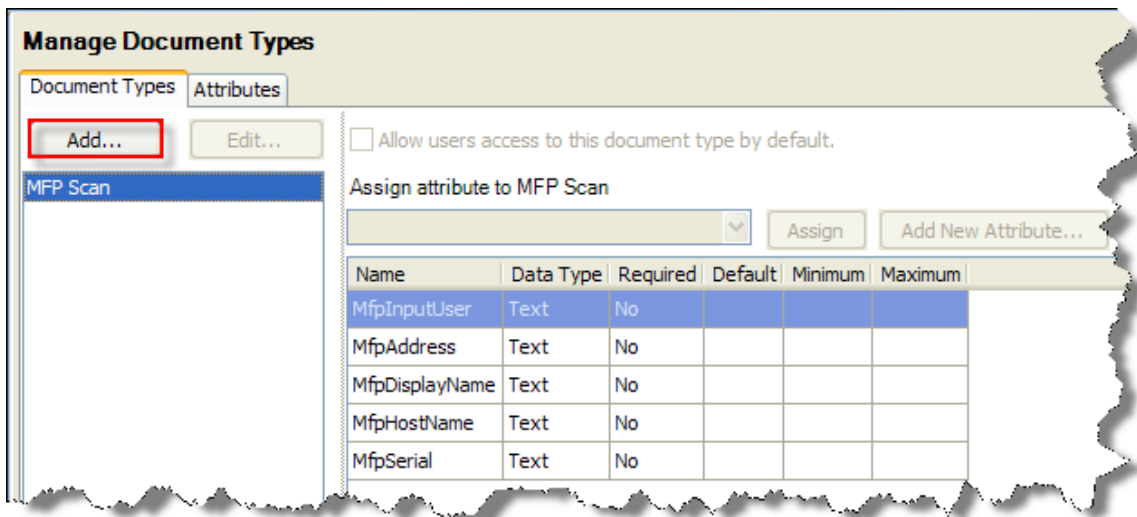 Manage Document Types
Document Types Attributes
Add... Edit... Allow users access to this document type by default.
MFP Scan Assign attribute to MFP Scan
Assign Add New Attribute...
Name Data Type Required Default Minimum Maximum
MfpInputUser Text No
MfpAddress Text No
MfpDisplayName Text No
MfpHostName Text No
MfpSerial Text No